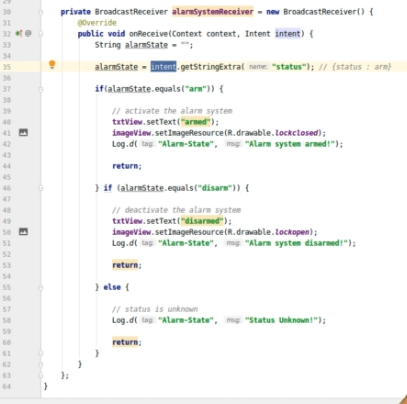 29
30 private BroadcastReceiver alarmSystemReceiver = new BroadcastReceiver() {
31 @Override
32 public void onReceive(Context context, Intent intent) {
33 String alarmState = "";
34
35 alarmState = intent.getStringExtra( name: "status"); // {status : arm}
36
37 if(alarmState.equals("arm")) {
38
39 // activate the alarm system
40 txtView.setText("armed");
41 imageView.setImageResource(R.drawable.lockclosed);
42 Log.d( tag: "Alarm-State", msg: "Alarm system armed!");
43
44 return;
45
46 } if (alarmState.equals("disarm")) {
47
48 // deactivate the alarm system
49 txtView.setText("disarmed");
50 imageView.setImageResource(R.drawable.lockopen);
51 Log.d( tag: "Alarm-State", msg: "Alarm system disarmed!");
52
53 return;
54
55 } else {
56
57 // status is unknown
58 Log.d( tag: "Alarm-State", msg: "Status Unknown!");
59
60 return;
61 }
62 }
63 };
64 }